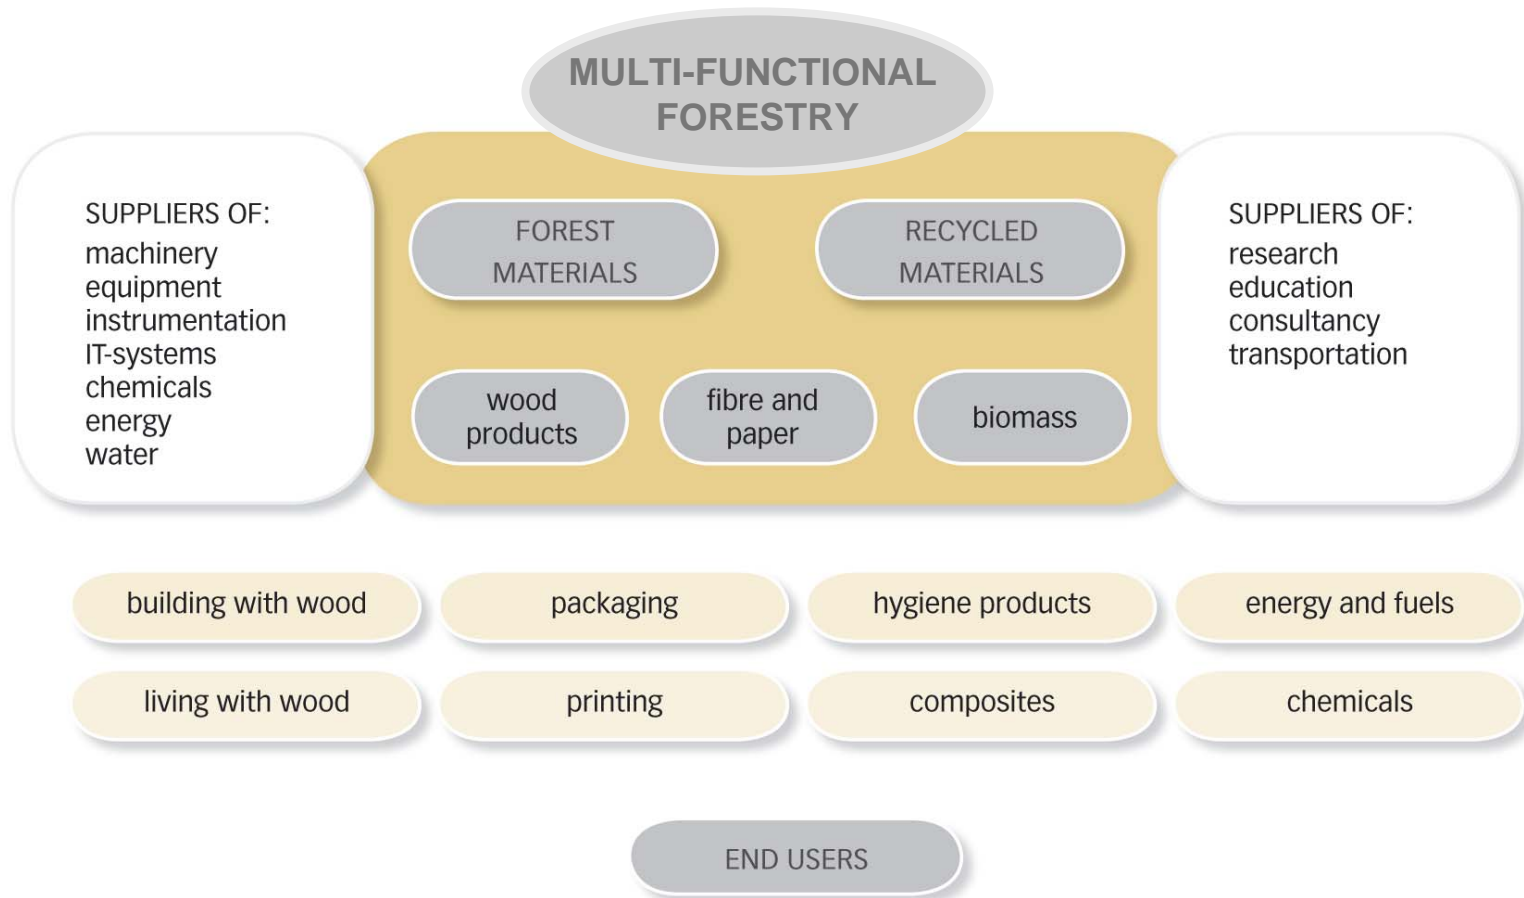 MULTI-FUNCTIONAL
FORESTRY
SUPPLIERS OF:
machinery
equipment
instrumentation
IT-systems
chemicals
energy
water
FOREST
MATERIALS
RECYCLED
MATERIALS
wood
products
fibre and
paper
biomass
SUPPLIERS OF:
research
education
consultancy
transportation
building with wood
packaging
hygiene products
energy and fuels
living with wood
printing
composites
chemicals
END USERS